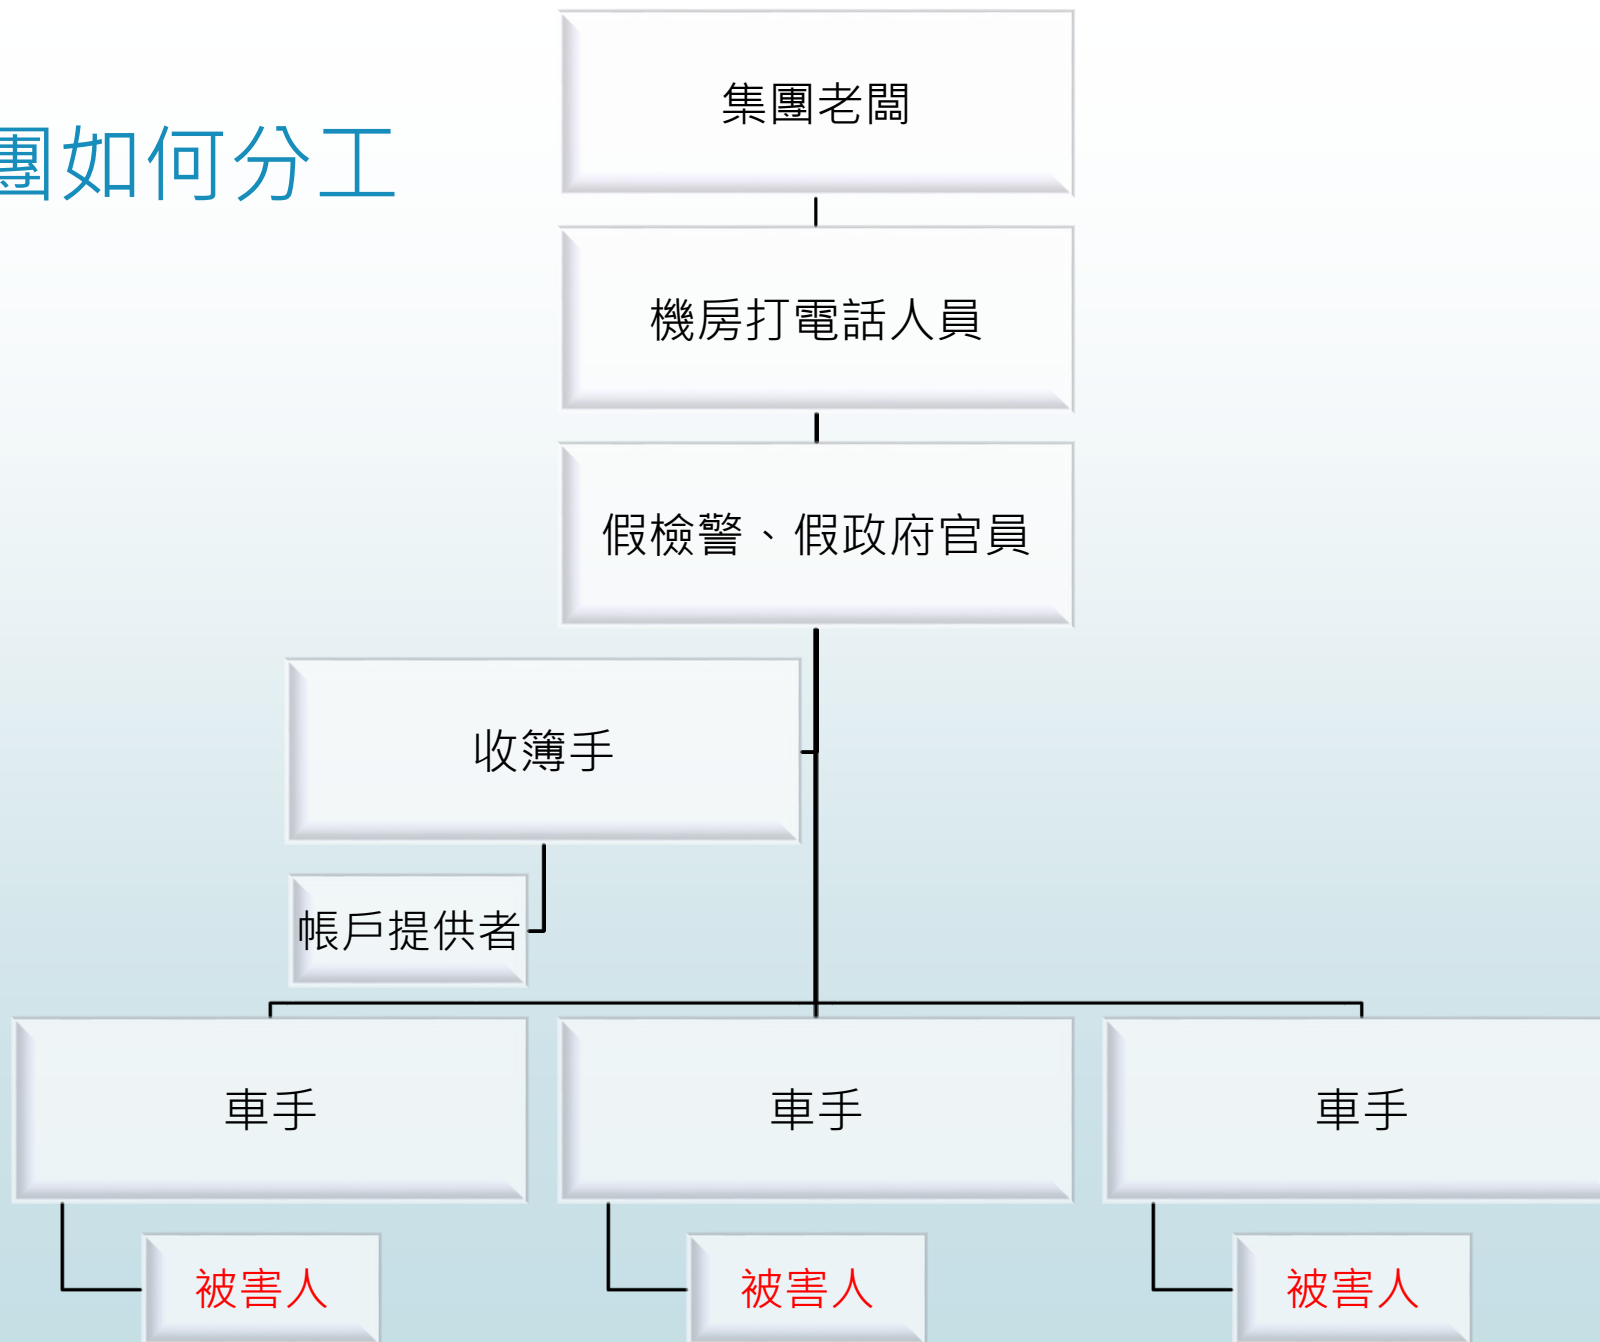 團如何分工
集團老闆
機房打電話人員
假檢警、假政府官員
收簿手
帳戶提供者
車手
車手
車手
被害人
被害人
被害人